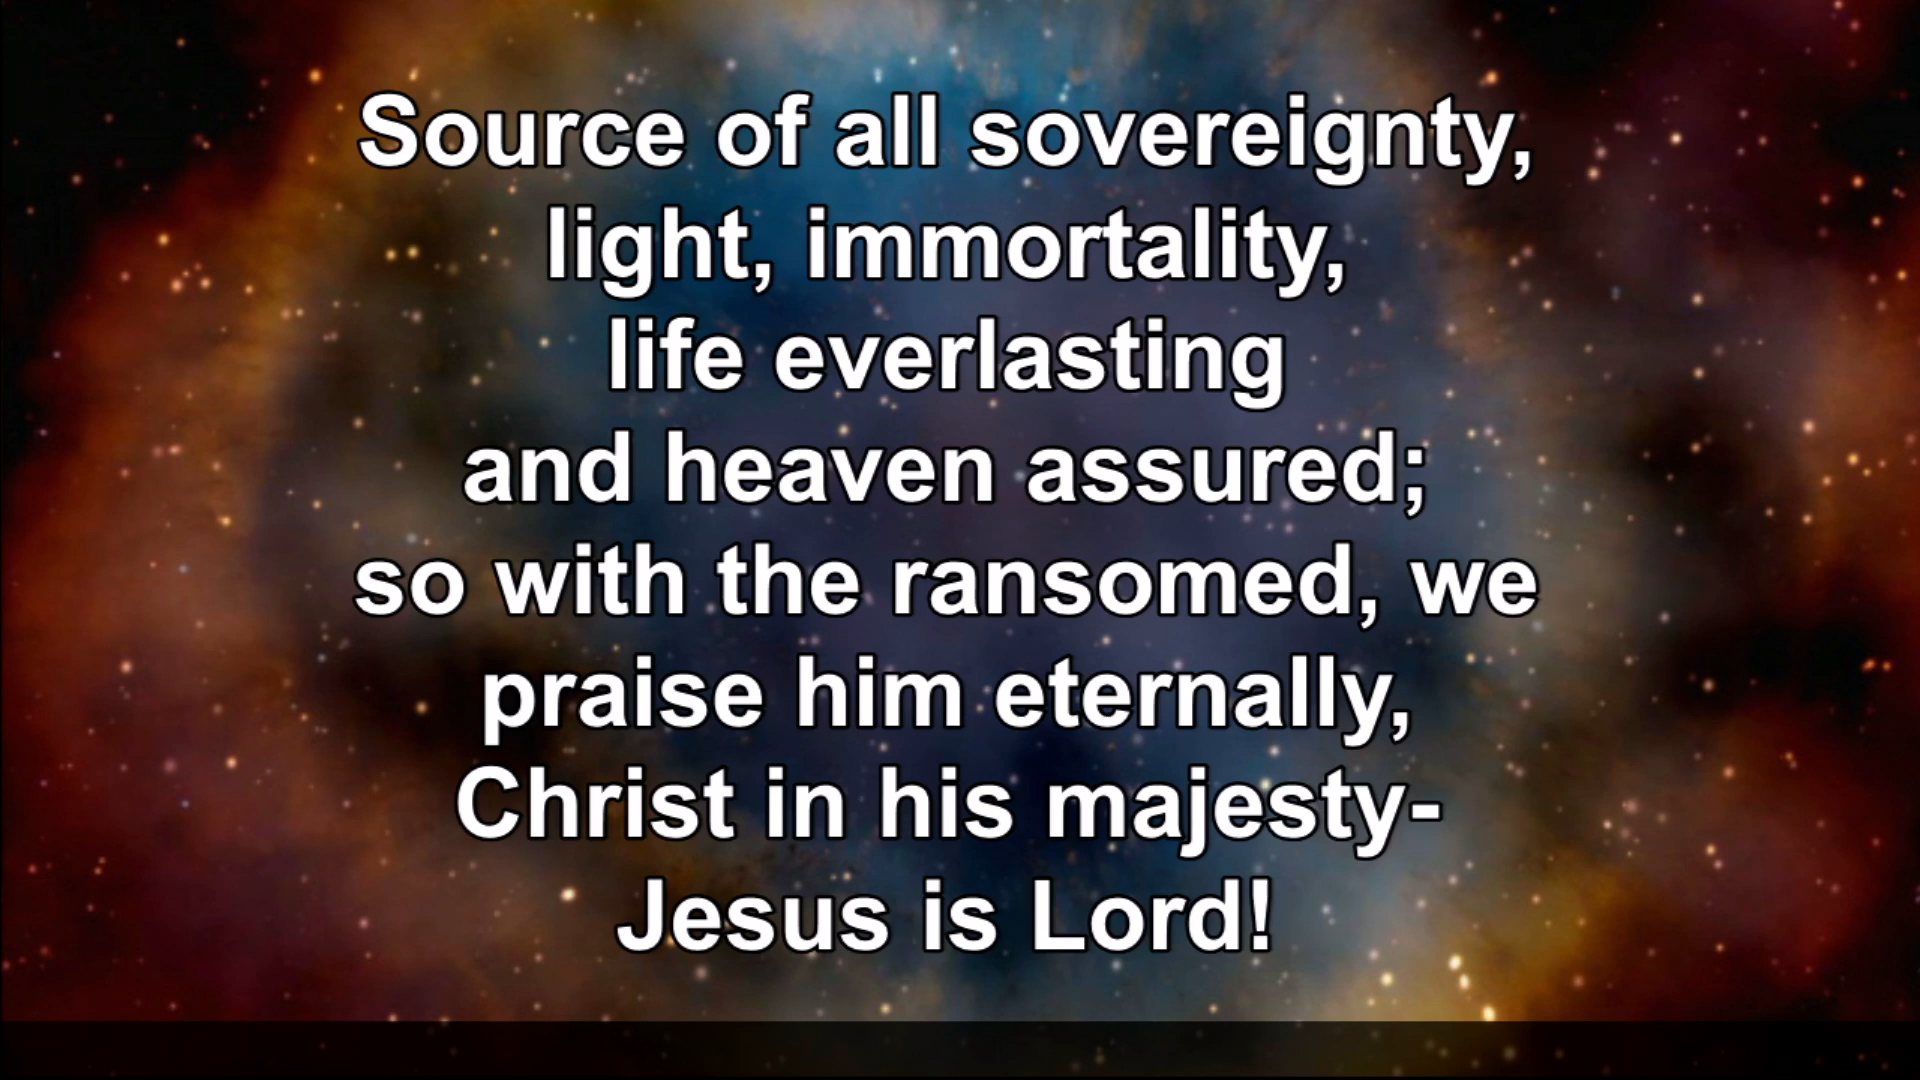 Source of all sovereignty,
light, immortality,
life everlasting
and heaven assured;
so with the ransomed, we
praise him eternally,
Christ in his majesty-
Jesus is Lord!